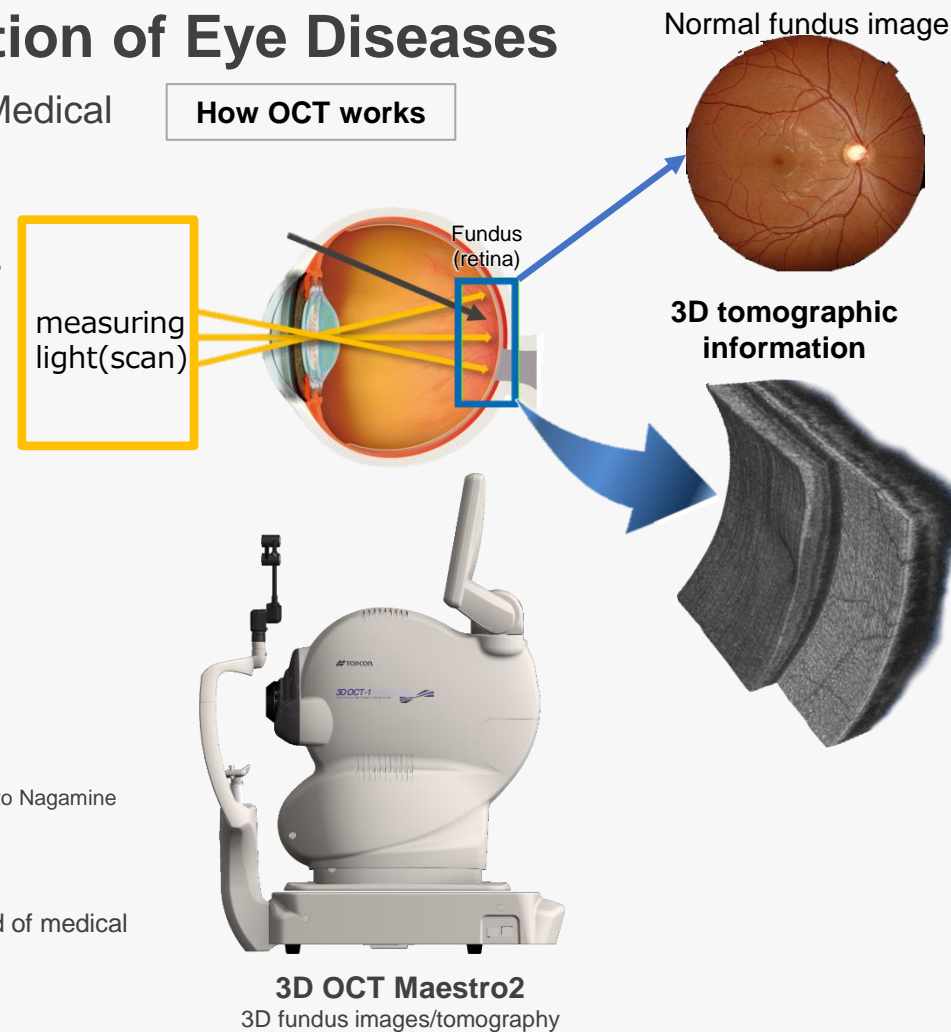 tion of Eye Diseases
Medical
How OCT works
Normal fundus image
measuring
light(scan)
Fundus
(retina)
3D tomographic
information
TOPCON
3D OCT-1
to Nagamine
d of medical
3D OCT Maestro2
3D fundus images/tomography